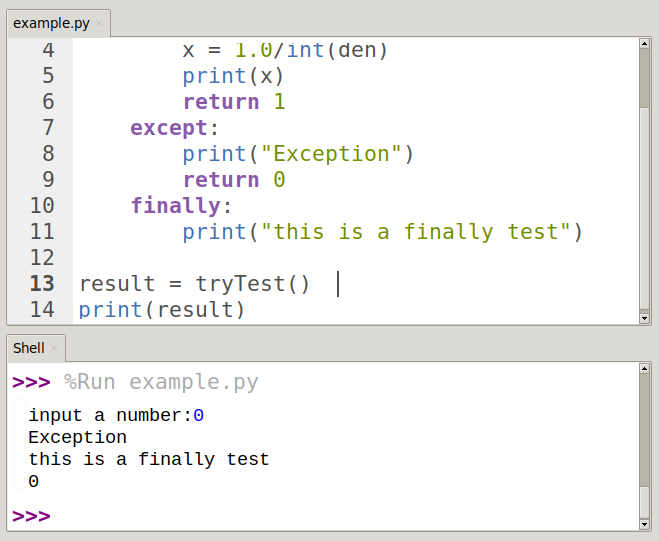 example.py ×
4 x = 1.0/int(den)
5 print(x)
6 return 1
7 except:
8 print("Exception")
9 return 0
10 finally:
11 print("this is a finally test")
12
13 result = tryTest()
14 print(result)
Shell ×
>>> %Run example.py
input a number:0
Exception
this is a finally test
0
>>>